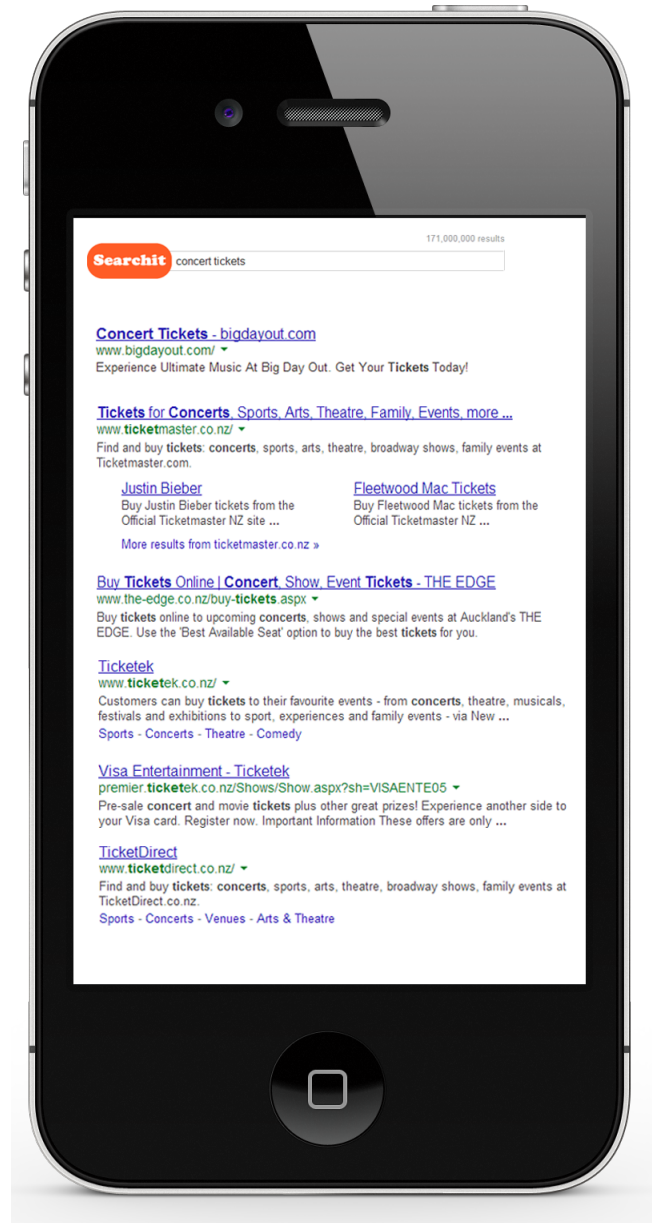 171,000,000 results
Searchit concert tickets
Concert Tickets - bigdayout.com
www.bigdayout.com/
Experience Ultimate Music At Big Day Out. Get Your Tickets Today!
Tickets for Concerts, Sports, Arts, Theatre, Family, Events, more ...
www.ticketmaster.co.nz/
Find and buy tickets: concerts, sports, arts, theatre, broadway shows, family events at
Ticketmaster.com.
Justin Bieber
Buy Justin Bieber tickets from the
Official Ticketmaster NZ site ...
Fleetwood Mac Tickets
Buy Fleetwood Mac tickets from the
Official Ticketmaster NZ ...
More results from ticketmaster.co.nz »
Buy Tickets Online | Concert, Show, Event Tickets - THE EDGE
www.the-edge.co.nz/buy-tickets.aspx
Buy tickets online to upcoming concerts, shows and special events at Auckland's THE
EDGE. Use the 'Best Available Seat' option to buy the best tickets for you.
Ticketek
www.ticketek.co.nz/
Customers can buy tickets to their favourite events - from concerts, theatre, musicals,
festivals and exhibitions to sport, experiences and family events - via New ...
Sports - Concerts - Theatre - Comedy
Visa Entertainment - Ticketek
premier.ticketek.co.nz/Shows/Show.aspx?sh=VISAENTE05
Pre-sale concert and movie tickets plus other great prizes! Experience another side to
your Visa card. Register now. Important Information These offers are only ...
TicketDirect
www.ticketdirect.co.nz/
Find and buy tickets: concerts, sports, arts, theatre, broadway shows, family events at
TicketDirect.co.nz.
Sports - Concerts - Venues - Arts & Theatre